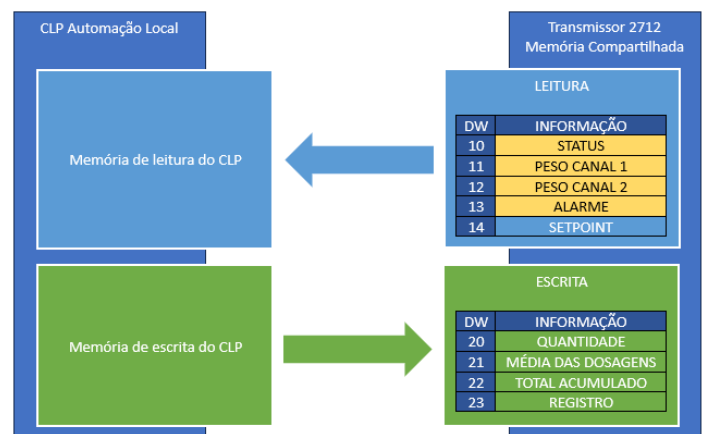 CLP Automação Local
Transmissor 2712
Memória Compartilhada
Memória de leitura do CLP
LEITURA
DW INFORMAÇÃO
10 STATUS
11 PESO CANAL 1
12 PESO CANAL 2
13 ALARME
14 SETPOINT
Memória de escrita do CLP
ESCRITA
DW INFORMAÇÃO
20 QUANTIDADE
21 MÉDIA DAS DOSAGENS
22 TOTAL ACUMULADO
23 REGISTRO